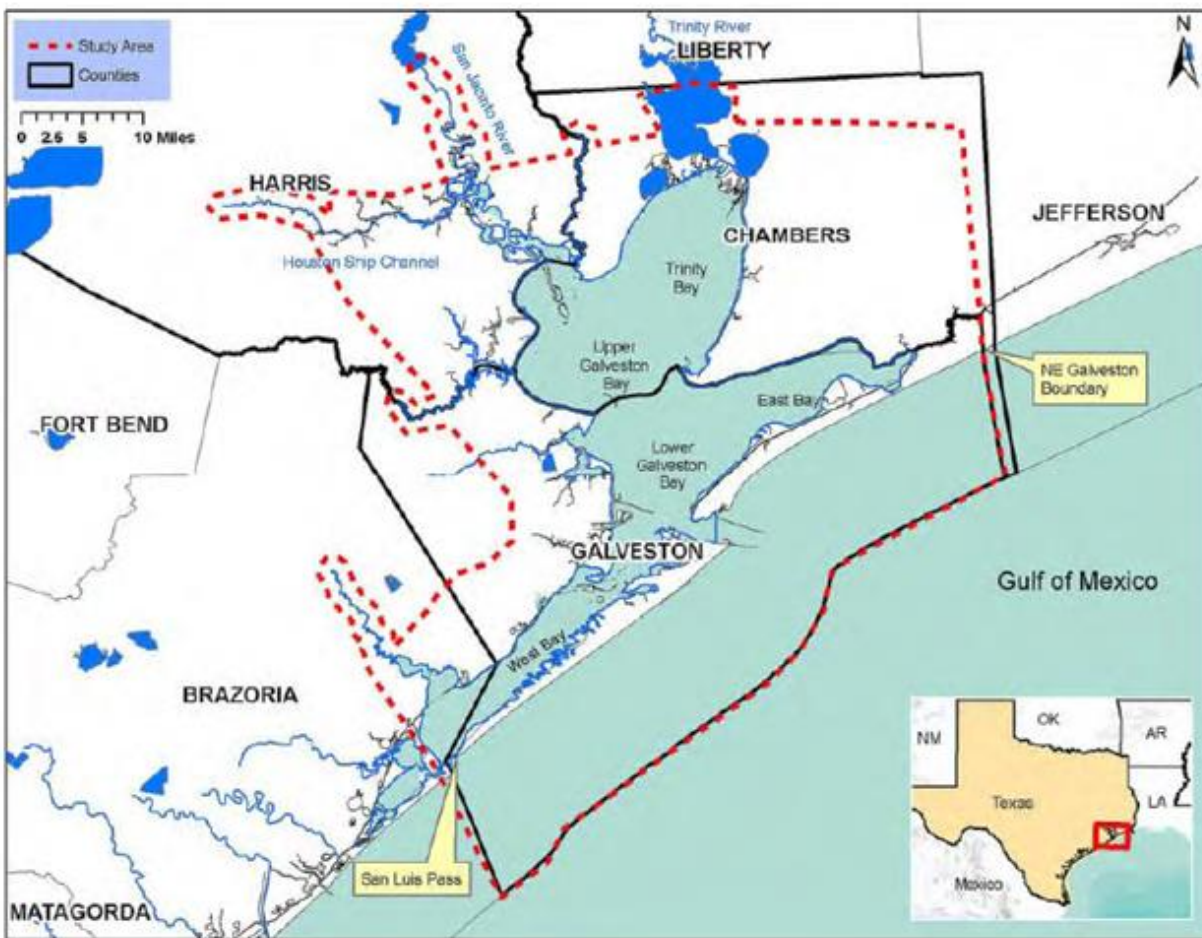 Study Area
Counties
0 2.5 5 10 Miles
N
Trinity River
LIBERTY
San Jacinto River
HARRIS
JEFFERSON
CHAMBERS
Houston Ship Channel
Trinity
Bay
Upper
Galveston
Bay
NE Galveston
Boundary
East Bay
FORT BEND
Lower
Galveston
Bay
GALVESTON
Gulf of Mexico
West Bay
BRAZORIA
San Luis Pass
MATAGORDA
OK
NM
AR
Texas
LA
Mexico